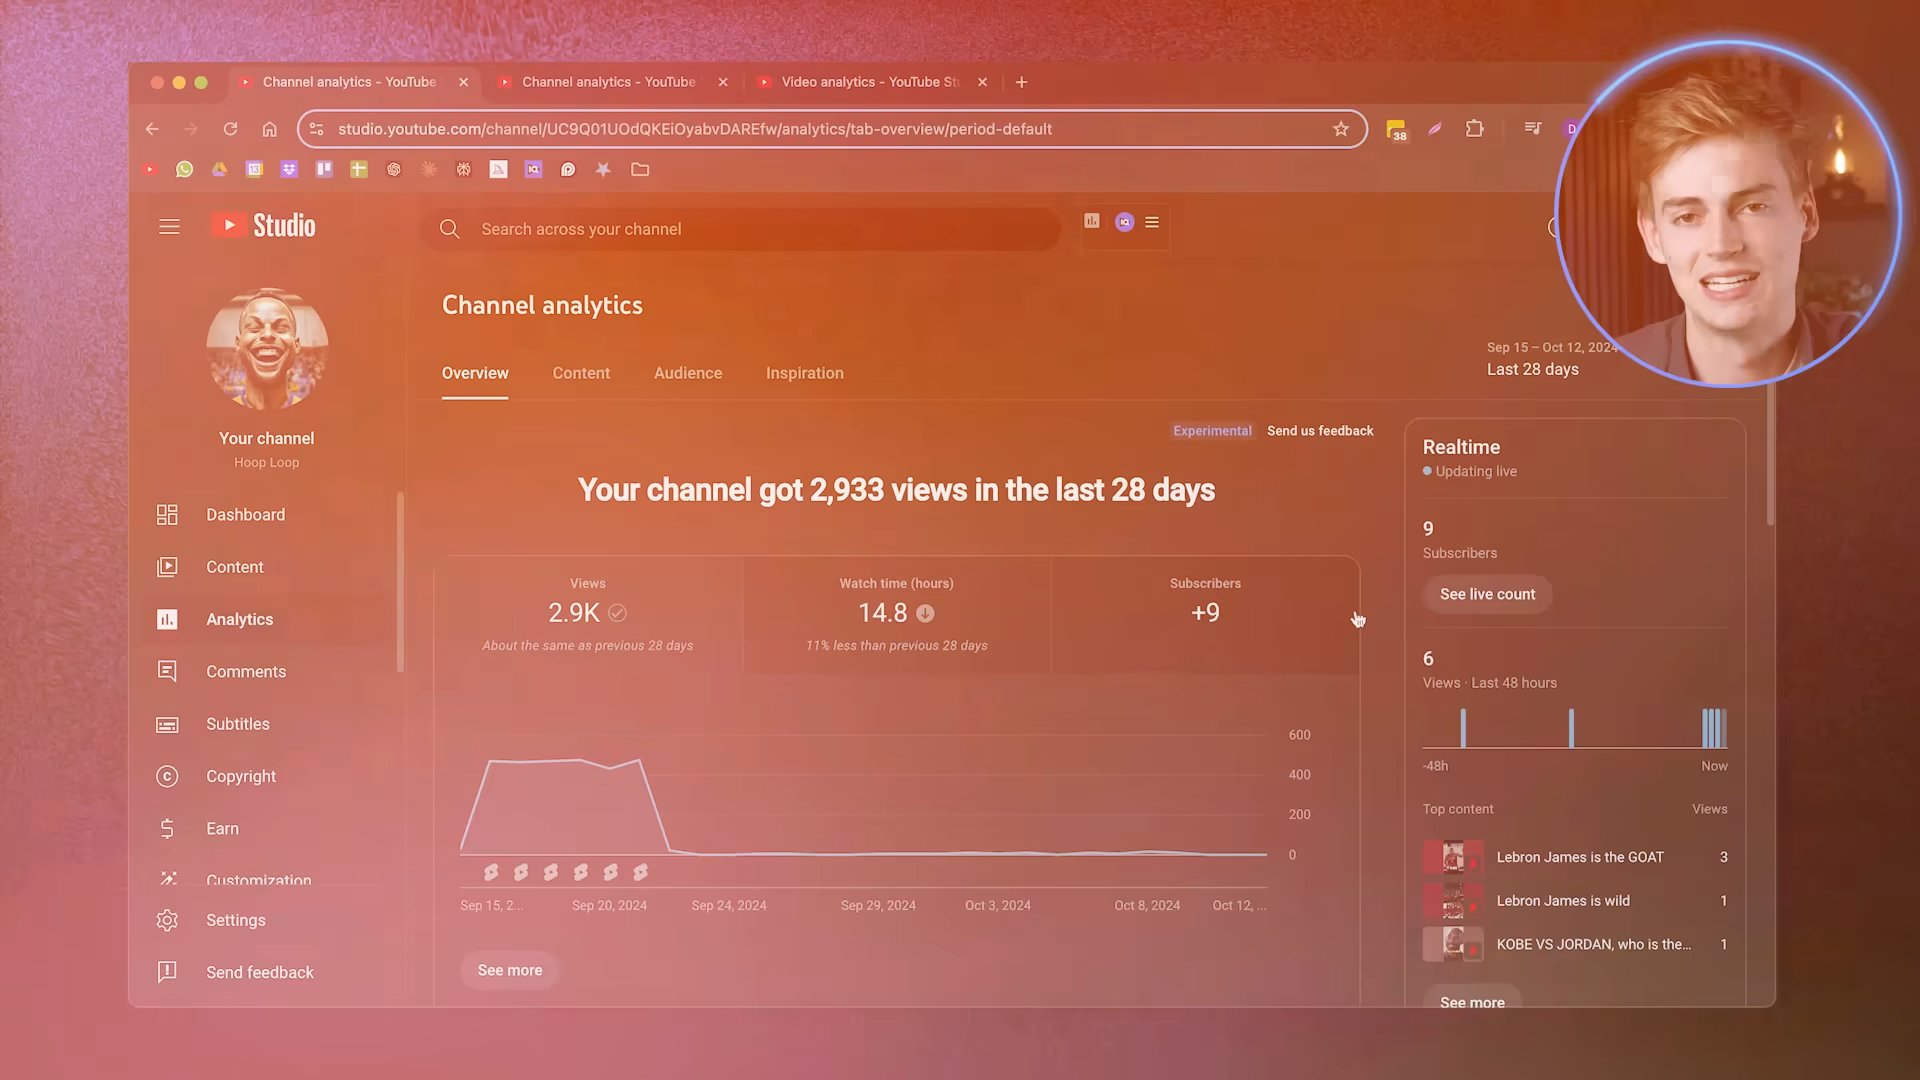 Channel analytics - YouTube
Channel analytics - YouTube
Video analytics - YouTube St
studio.youtube.com/channel/UC9Q01UOdQKEiOyabvDAREfw/analytics/tab-overview/period-default
38
D
Studio
Search across your channel
IQ
Channel analytics
Overview
Content
Audience
Inspiration
Sep 15 – Oct 12, 2024
Last 28 days
Your channel
Hoop Loop
Dashboard
Content
Analytics
Comments
Subtitles
Copyright
Earn
Customization
Settings
Send feedback
Experimental
Send us feedback
Your channel got 2,933 views in the last 28 days
Views
2.9K
About the same as previous 28 days
Watch time (hours)
14.8
11% less than previous 28 days
Subscribers
+9
600
400
200
0
Sep 15, 2...
Sep 20, 2024
Sep 24, 2024
Sep 29, 2024
Oct 3, 2024
Oct 8, 2024
Oct 12, ...
See more
Realtime
Updating live
9
Subscribers
See live count
6
Views · Last 48 hours
-48h
Now
Top content
Views
Lebron James is the GOAT
3
Lebron James is wild
1
KOBE VS JORDAN, who is the...
1
See more